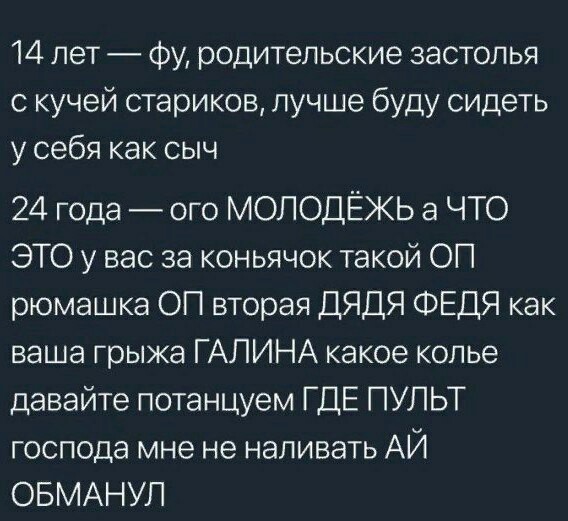 14 лет — фу, родительские застолья
с кучей стариков, лучше буду сидеть
у себя как сыч
24 года — ого МОЛОДЁЖЬ а ЧТО
ЭТО у вас за коньячок такой ОП
рюмашка ОП вторая ДЯДЯ ФЕДЯ как
ваша грыжа ГАЛИНА какое колье
давайте потанцуем ГДЕ ПУЛЬТ
господа мне не наливать АЙ
ОБМАНУЛ